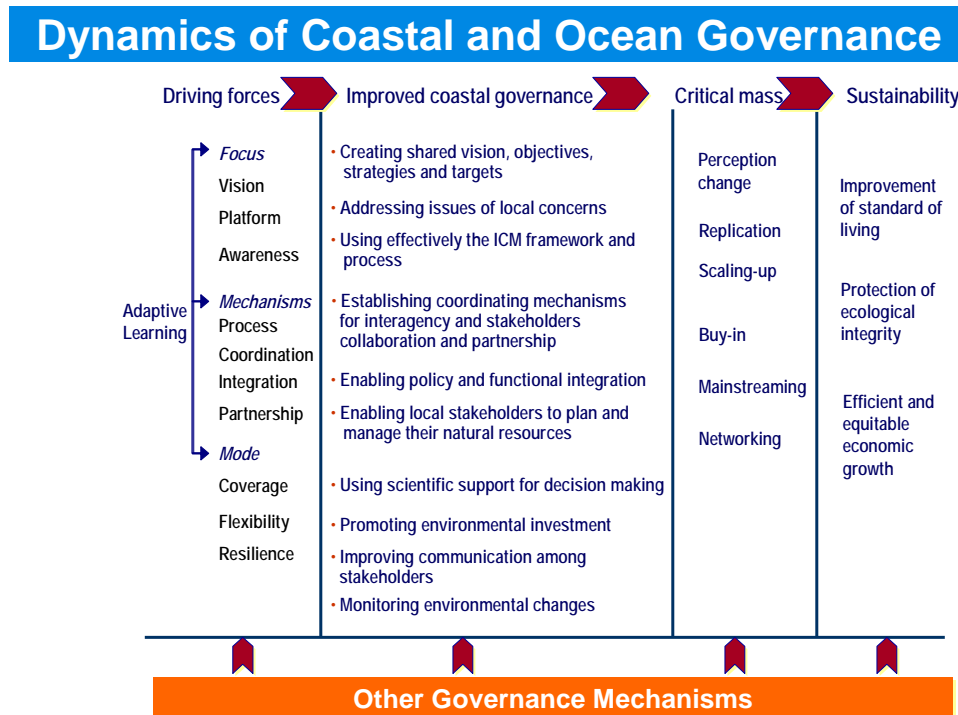 Dynamics of Coastal and Ocean Governance
Driving forces
Improved coastal governance
Critical mass
Sustainability
Adaptive
Learning
Focus
Vision
Platform
Awareness
Mechanisms
Process
Coordination
Integration
Partnership
Mode
Coverage
Flexibility
Resilience
• Creating shared vision, objectives,
strategies and targets
• Addressing issues of local concerns
• Using effectively the ICM framework and
process
• Establishing coordinating mechanisms
for interagency and stakeholders
collaboration and partnership
• Enabling policy and functional integration
• Enabling local stakeholders to plan and
manage their natural resources
• Using scientific support for decision making
• Promoting environmental investment
• Improving communication among
stakeholders
• Monitoring environmental changes
Perception
change
Replication
Scaling-up
Buy-in
Mainstreaming
Networking
Improvement
of standard of
living
Protection of
ecological
integrity
Efficient and
equitable
economic
growth
Other Governance Mechanisms